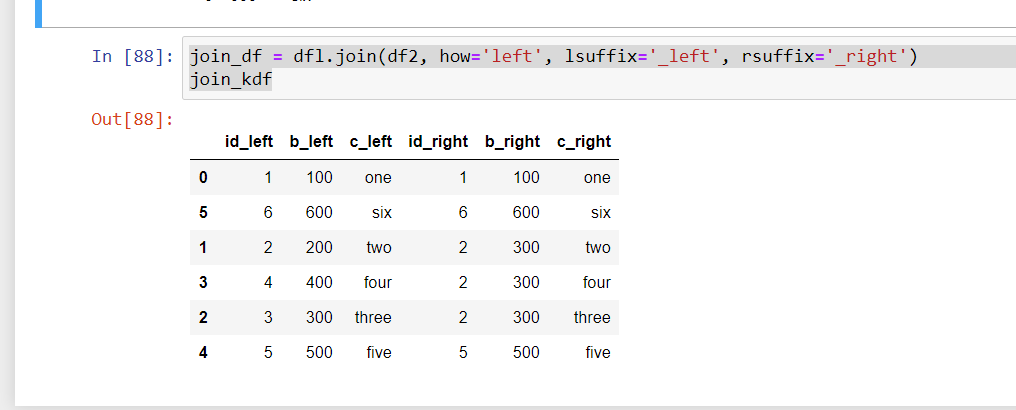 In [88]: join_df = df1.join(df2, how='left', lsuffix='_left', rsuffix='_right')
join_kdf
Out[88]:
id_left b_left c_left id_right b_right c_right
0 1 100 one 1 100 one
5 6 600 six 6 600 six
1 2 200 two 2 300 two
3 4 400 four 2 300 four
2 3 300 three 2 300 three
4 5 500 five 5 500 five